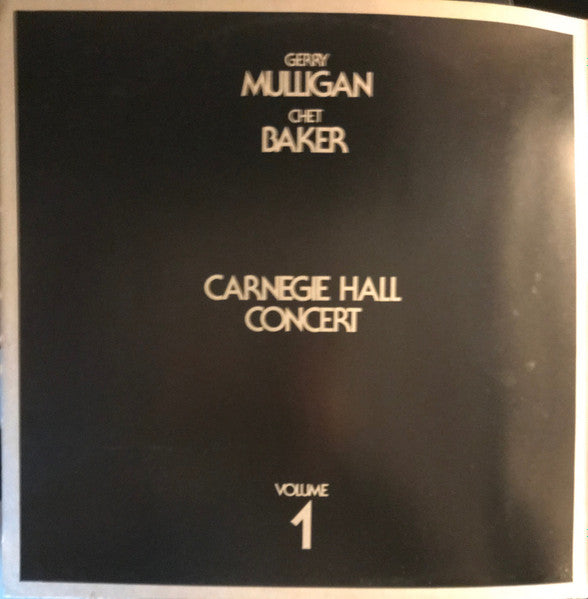 GERRY
MULLIGAN
CHET
BAKER
CARNEGIE HALL
CONCERT
VOLUME
1